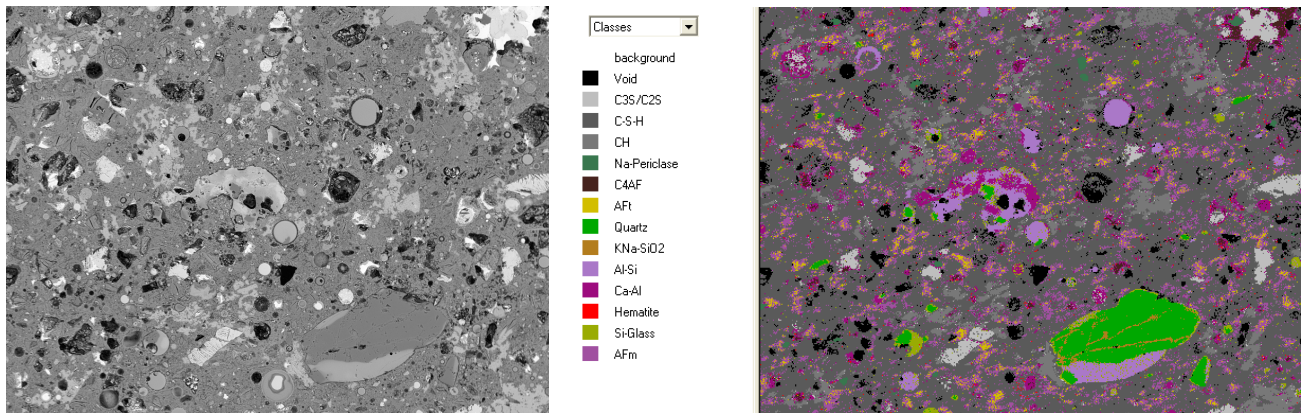 Classes
background
Void
C3S/C2S
C-S-H
CH
Na-Periclase
C4AF
AFt
Quartz
KNa-SiO2
Al-Si
Ca-Al
Hematite
Si-Glass
AFm